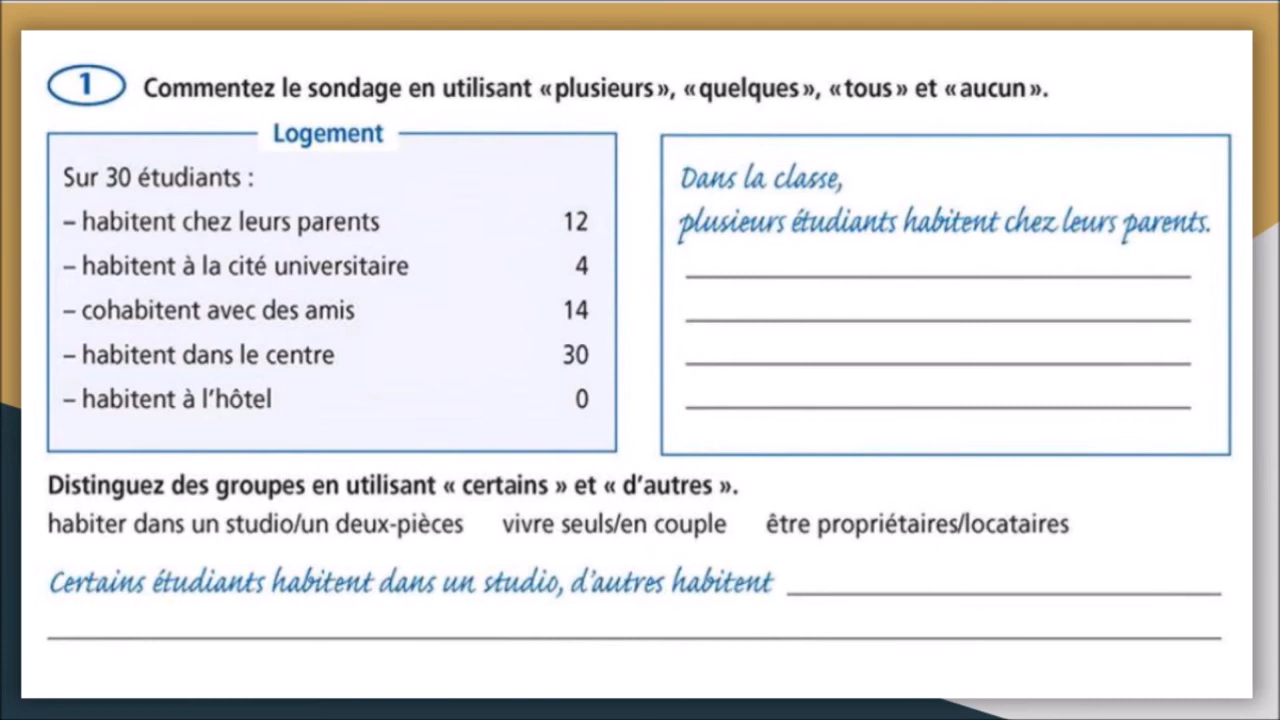 1 Commentez le sondage en utilisant «plusieurs», «quelques», «tous» et «aucun».
Logement
Sur 30 étudiants :
– habitent chez leurs parents 12
– habitent à la cité universitaire 4
– cohabitent avec des amis 14
– habitent dans le centre 30
– habitent à l'hôtel 0
Dans la classe,
plusieurs étudiants habitent chez leurs parents.
Distinguez des groupes en utilisant « certains » et « d'autres ».
habiter dans un studio/un deux-pièces vivre seuls/en couple être propriétaires/locataires
Certains étudiants habitent dans un studio, d'autres habitent